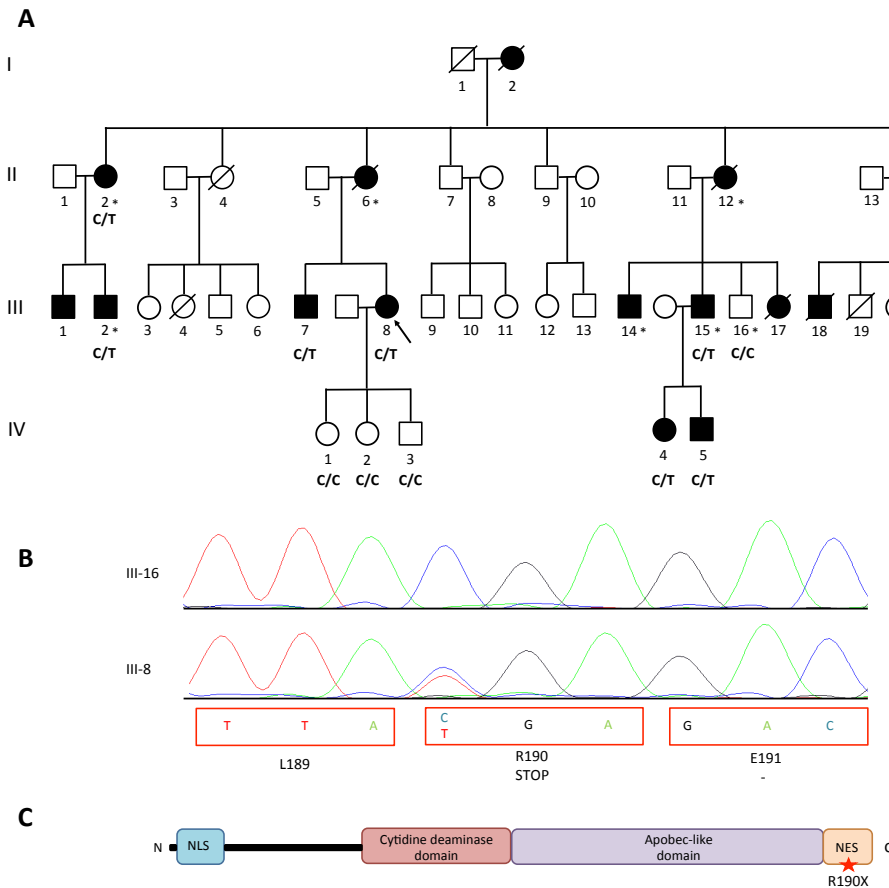 A
I
1 2
II
1 2 * 3 4 5 6 * 7 8 9 10 11 12 * 13
C/T
III
1 2 * 3 4 5 6 7 8 9 10 11 12 13 14 * 15 * 16 * 17 18 19
C/T C/T C/T C/T C/C
IV
1 2 3 4 5
C/C C/C C/C C/T C/T
B
III-16
III-8
T T A C G A G A C
T
L189 R190 E191
STOP -
C
N NLS Cytidine deaminase domain Apobec-like domain NES
R190X